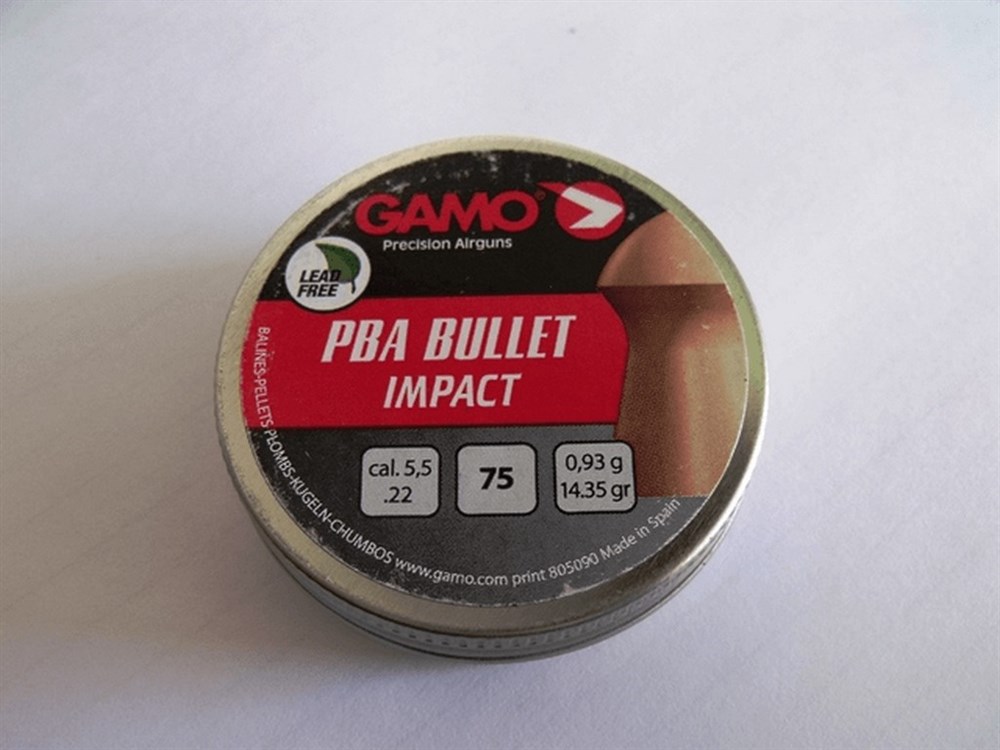 GAMO®
Precision Airguns
LEAD
FREE
PBA BULLET
IMPACT
cal. 5,5
.22
75
0,93 g
14.35 gr
BALINES-PELLETS-PLOMBS-KUGELN-CHUMBOS www.gamo.com print 805090 Made in Spain